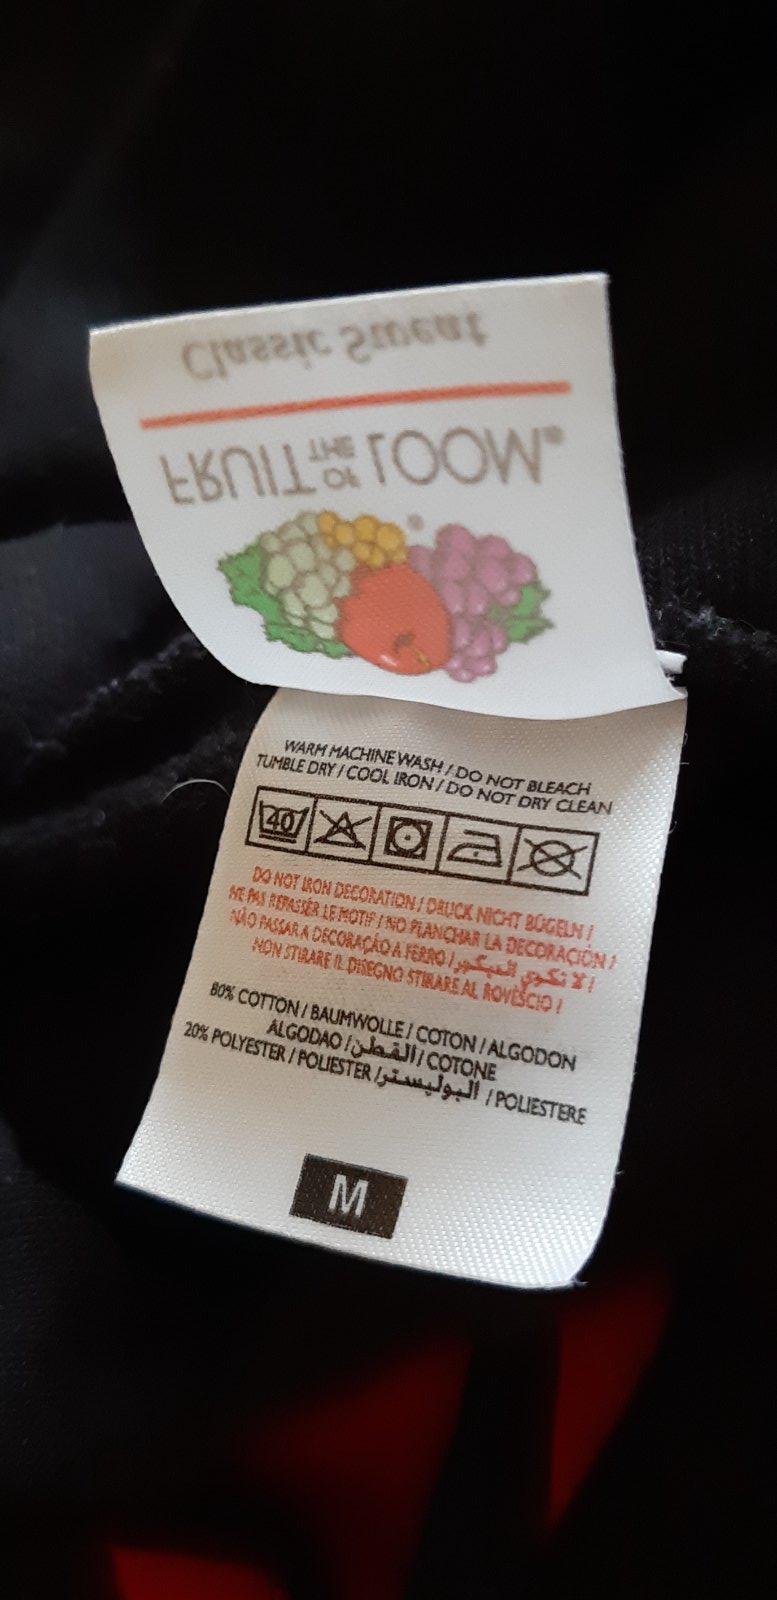 Classic Sweat
FRUIT OF THE LOOM®
®
WARM MACHINE WASH / DO NOT BLEACH
TUMBLE DRY / COOL IRON / DO NOT DRY CLEAN
40
DO NOT IRON DECORATION / DRUCK NICHT BÜGELN /
NE PAS REPASSER LE MOTIF / NO PLANCHAR LA DECORACIÓN /
NÃO PASSAR A DECORAÇÃO A FERRO / لا تكوي الديكور /
NON STIRARE IL DISEGNO STIRARE AL ROVESCIO /
80% COTTON / BAUMWOLLE / COTON / ALGODON
ALGODAO / القطن / COTONE
20% POLYESTER / POLIESTER / البوليستر / POLIESTERE
M